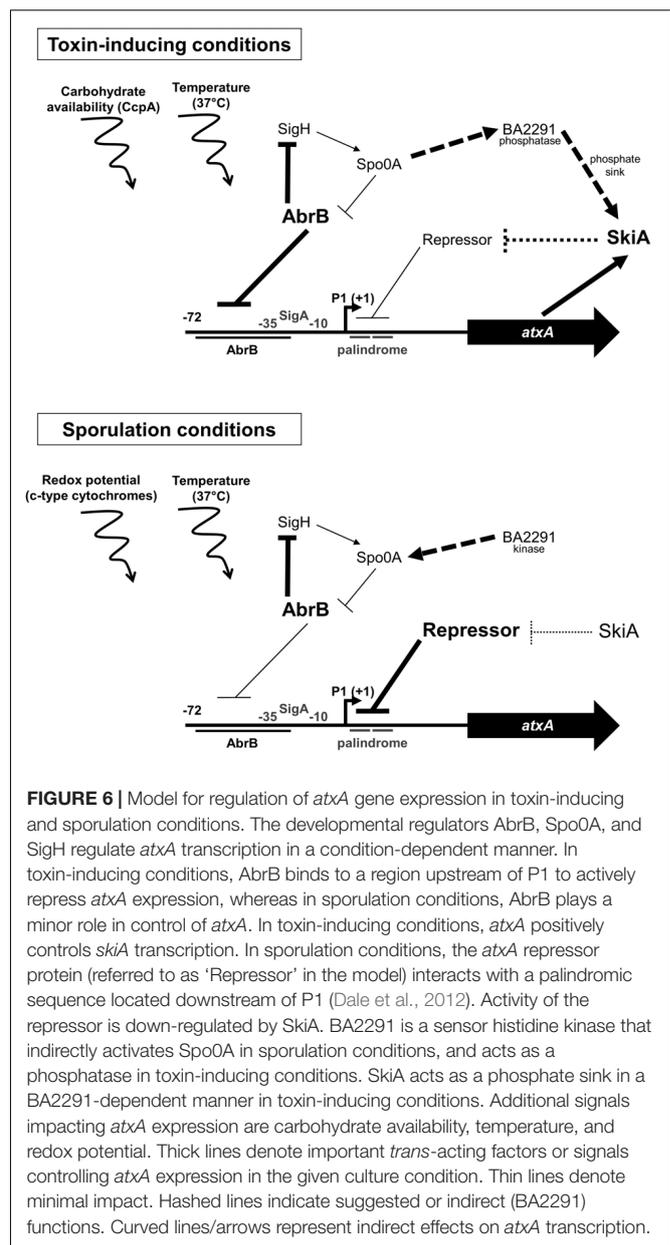 Toxin-inducing conditions
Carbohydrate
availability (CcpA)
Temperature
(37°C)
SigH
Spo0A
BA2291
phosphatase
phosphate
sink
AbrB
Repressor
SkiA
-72
-35 SigA -10
P1 (+1)
AbrB
palindrome
atxA
Sporulation conditions
Redox potential
(c-type cytochromes)
Temperature
(37°C)
SigH
Spo0A
BA2291
kinase
AbrB
Repressor
SkiA
-72
-35 SigA -10
P1 (+1)
AbrB
palindrome
atxA
FIGURE 6 | Model for regulation of atxA gene expression in toxin-inducing
and sporulation conditions. The developmental regulators AbrB, Spo0A, and
SigH regulate atxA transcription in a condition-dependent manner. In
toxin-inducing conditions, AbrB binds to a region upstream of P1 to actively
repress atxA expression, whereas in sporulation conditions, AbrB plays a
minor role in control of atxA. In toxin-inducing conditions, atxA positively
controls skiA transcription. In sporulation conditions, the atxA repressor
protein (referred to as ‘Repressor’ in the model) interacts with a palindromic
sequence located downstream of P1 (Dale et al., 2012). Activity of the
repressor is down-regulated by SkiA. BA2291 is a sensor histidine kinase that
indirectly activates Spo0A in sporulation conditions, and acts as a
phosphatase in toxin-inducing conditions. SkiA acts as a phosphate sink in a
BA2291-dependent manner in toxin-inducing conditions. Additional signals
impacting atxA expression are carbohydrate availability, temperature, and
redox potential. Thick lines denote important trans-acting factors or signals
controlling atxA expression in the given culture condition. Thin lines denote
minimal impact. Hashed lines indicate suggested or indirect (BA2291)
functions. Curved lines/arrows represent indirect effects on atxA transcription.